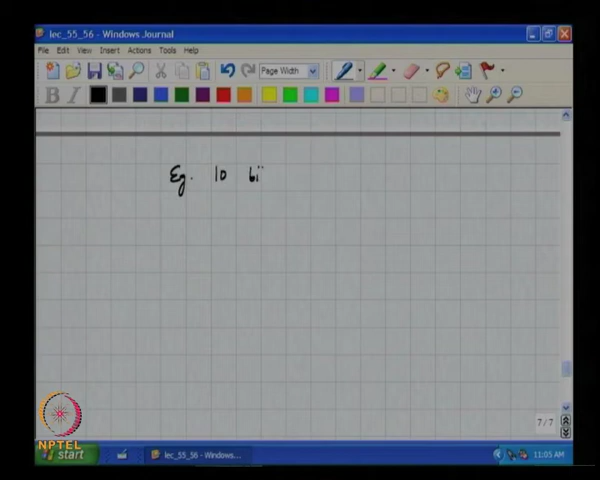 lec_55_56 - Windows Journal
File Edit View Insert Actions Tools Help
Page Width
B I
Eg. 10 bi
7/7
NPTEL
start
lec_55_56 - Windows...
11:05 AM